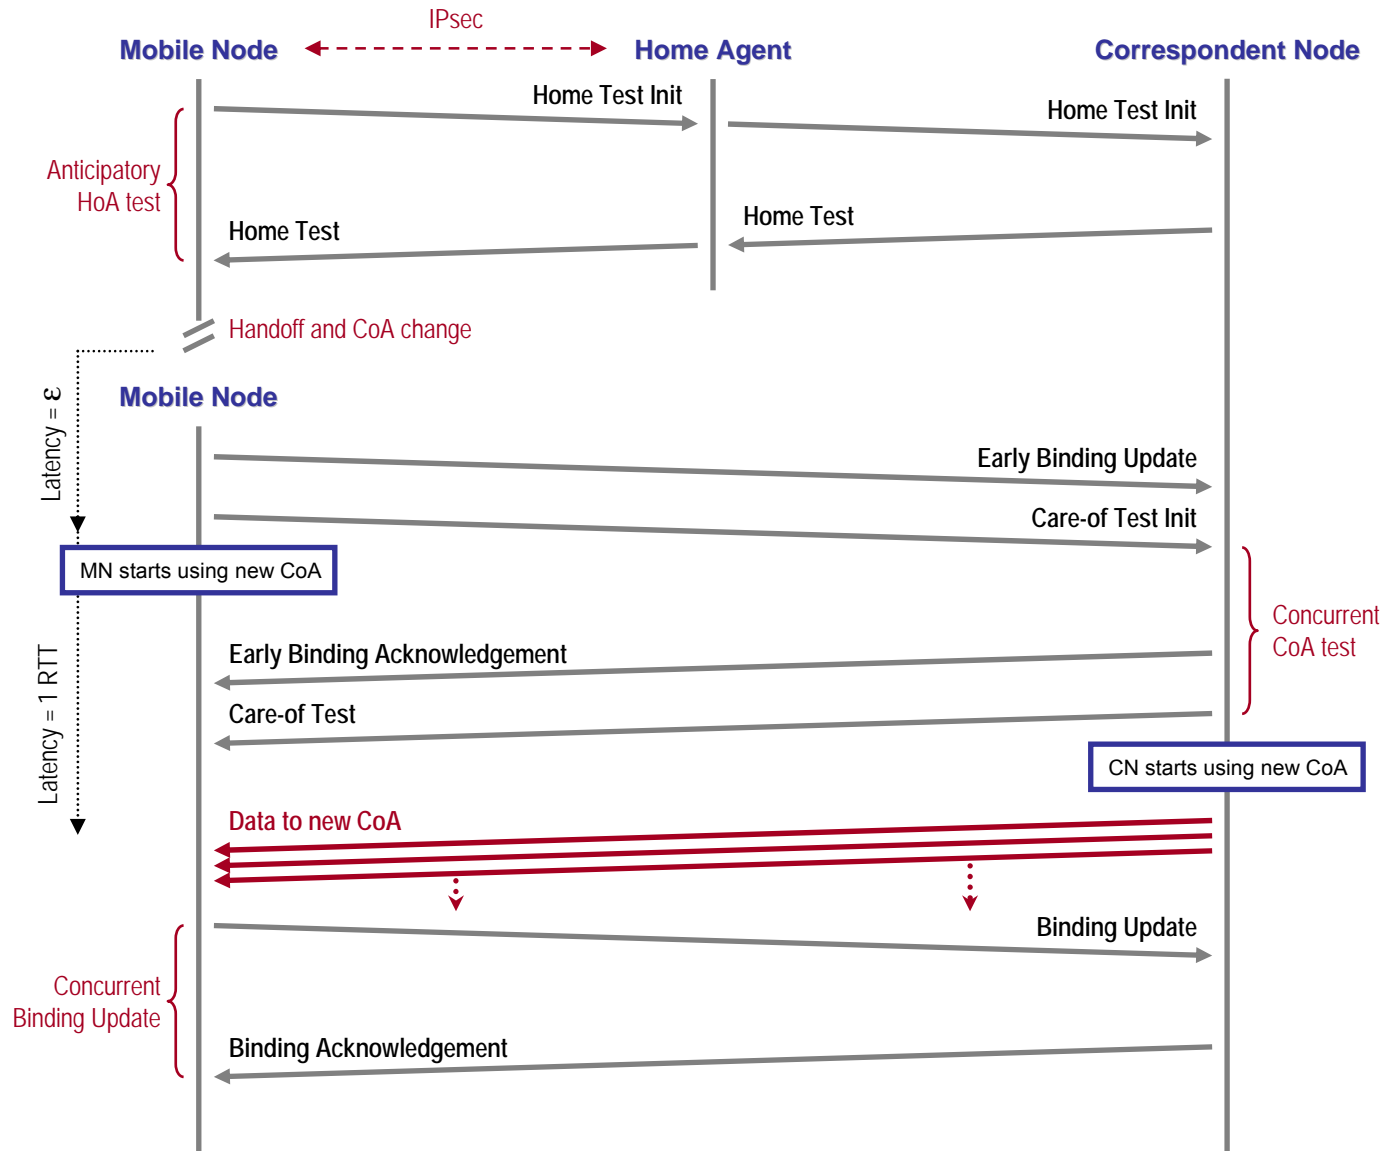 IPsec
Mobile Node
Home Agent
Correspondent Node
Home Test Init
Home Test Init
Anticipatory
HoA test
Home Test
Home Test
Handoff and CoA change
Latency = ε
Mobile Node
Early Binding Update
Care-of Test Init
MN starts using new CoA
Concurrent
CoA test
Early Binding Acknowledgement
Latency = 1 RTT
Care-of Test
CN starts using new CoA
Data to new CoA
Binding Update
Concurrent
Binding Update
Binding Acknowledgement